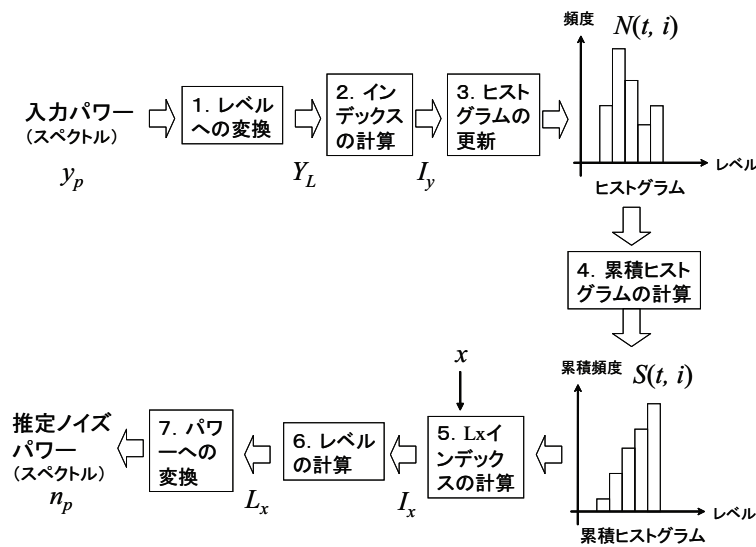 頻度
N(t, i)
入力パワー
(スペクトル)
y_p
1. レベル
への変換
Y_L
2. イン
デックス
の計算
I_y
3. ヒスト
グラムの
更新
レベル
ヒストグラム
4. 累積ヒスト
グラムの計算
累積頻度
S(t, i)
レベル
累積ヒストグラム
x
5. Lxイ
ンデック
スの計算
I_x
6. レベル
の計算
L_x
7. パワ
ーへの
変換
推定ノイズ
パワー
(スペクトル)
n_p